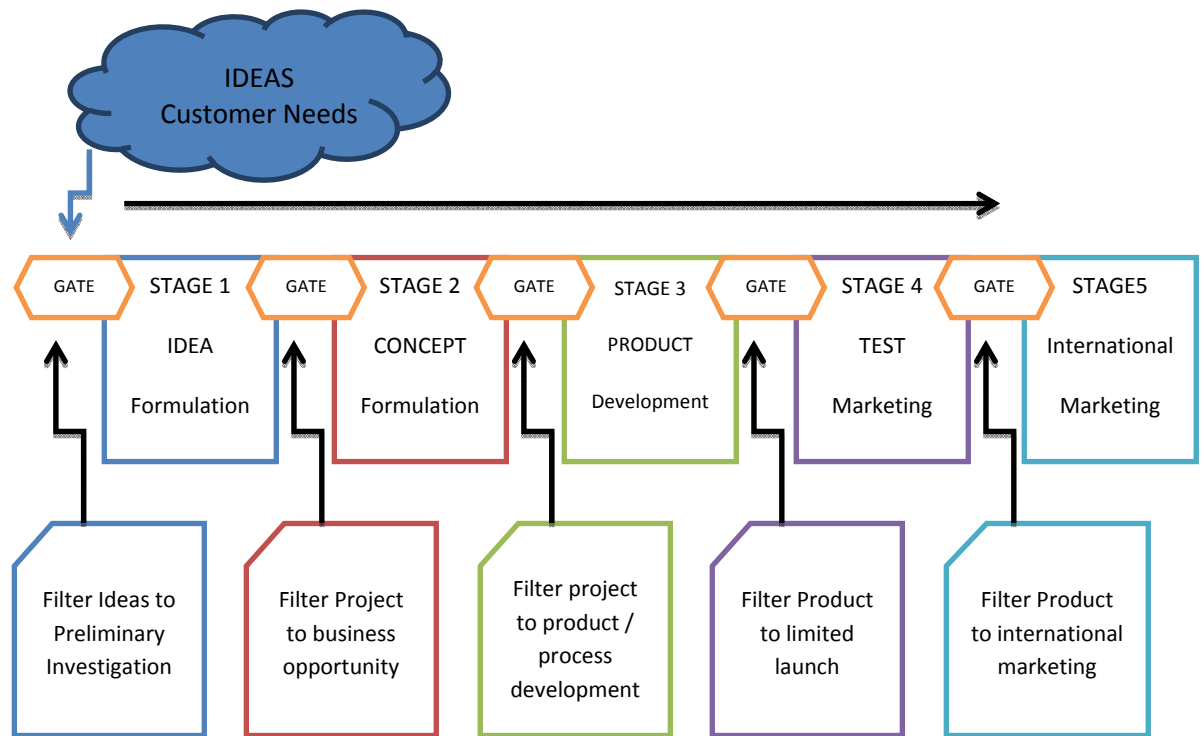 IDEAS
Customer Needs
GATE
STAGE 1
IDEA
Formulation
GATE
STAGE 2
CONCEPT
Formulation
GATE
STAGE 3
PRODUCT
Development
GATE
STAGE 4
TEST
Marketing
GATE
STAGE5
International
Marketing
Filter Ideas to
Preliminary
Investigation
Filter Project
to business
opportunity
Filter project
to product /
process
development
Filter Product
to limited
launch
Filter Product
to international
marketing